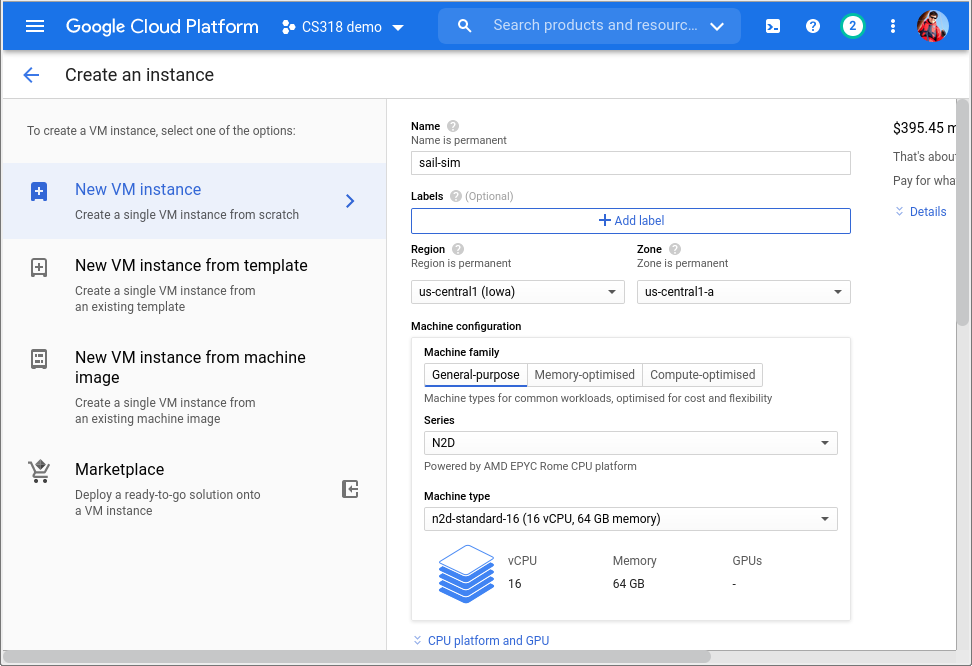 Google Cloud Platform
CS318 demo
Search products and resourc...
?
2
Create an instance
To create a VM instance, select one of the options:
New VM instance
Create a single VM instance from scratch
New VM instance from template
Create a single VM instance from
an existing template
New VM instance from machine
image
Create a single VM instance from
an existing machine image
Marketplace
Deploy a ready-to-go solution onto
a VM instance
Name ?
Name is permanent
sail-sim
Labels ? (Optional)
+ Add label
Region ?
Region is permanent
us-central1 (Iowa)
Zone ?
Zone is permanent
us-central1-a
Machine configuration
Machine family
General-purpose
Memory-optimised
Compute-optimised
Machine types for common workloads, optimised for cost and flexibility
Series
N2D
Powered by AMD EPYC Rome CPU platform
Machine type
n2d-standard-16 (16 vCPU, 64 GB memory)
vCPU
16
Memory
64 GB
GPUs
-
CPU platform and GPU
$395.45 m
That's abou
Pay for wha
Details